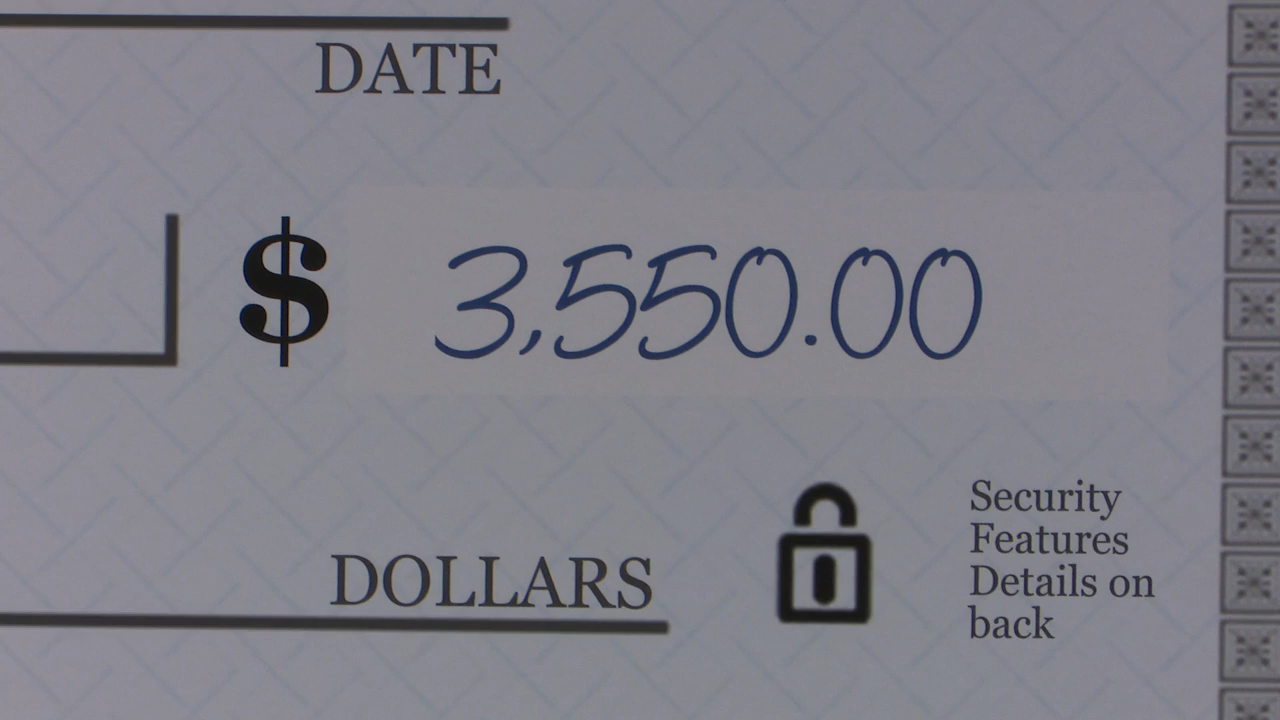 DATE
$ 3,550.00
DOLLARS
Security
Features
Details on
back